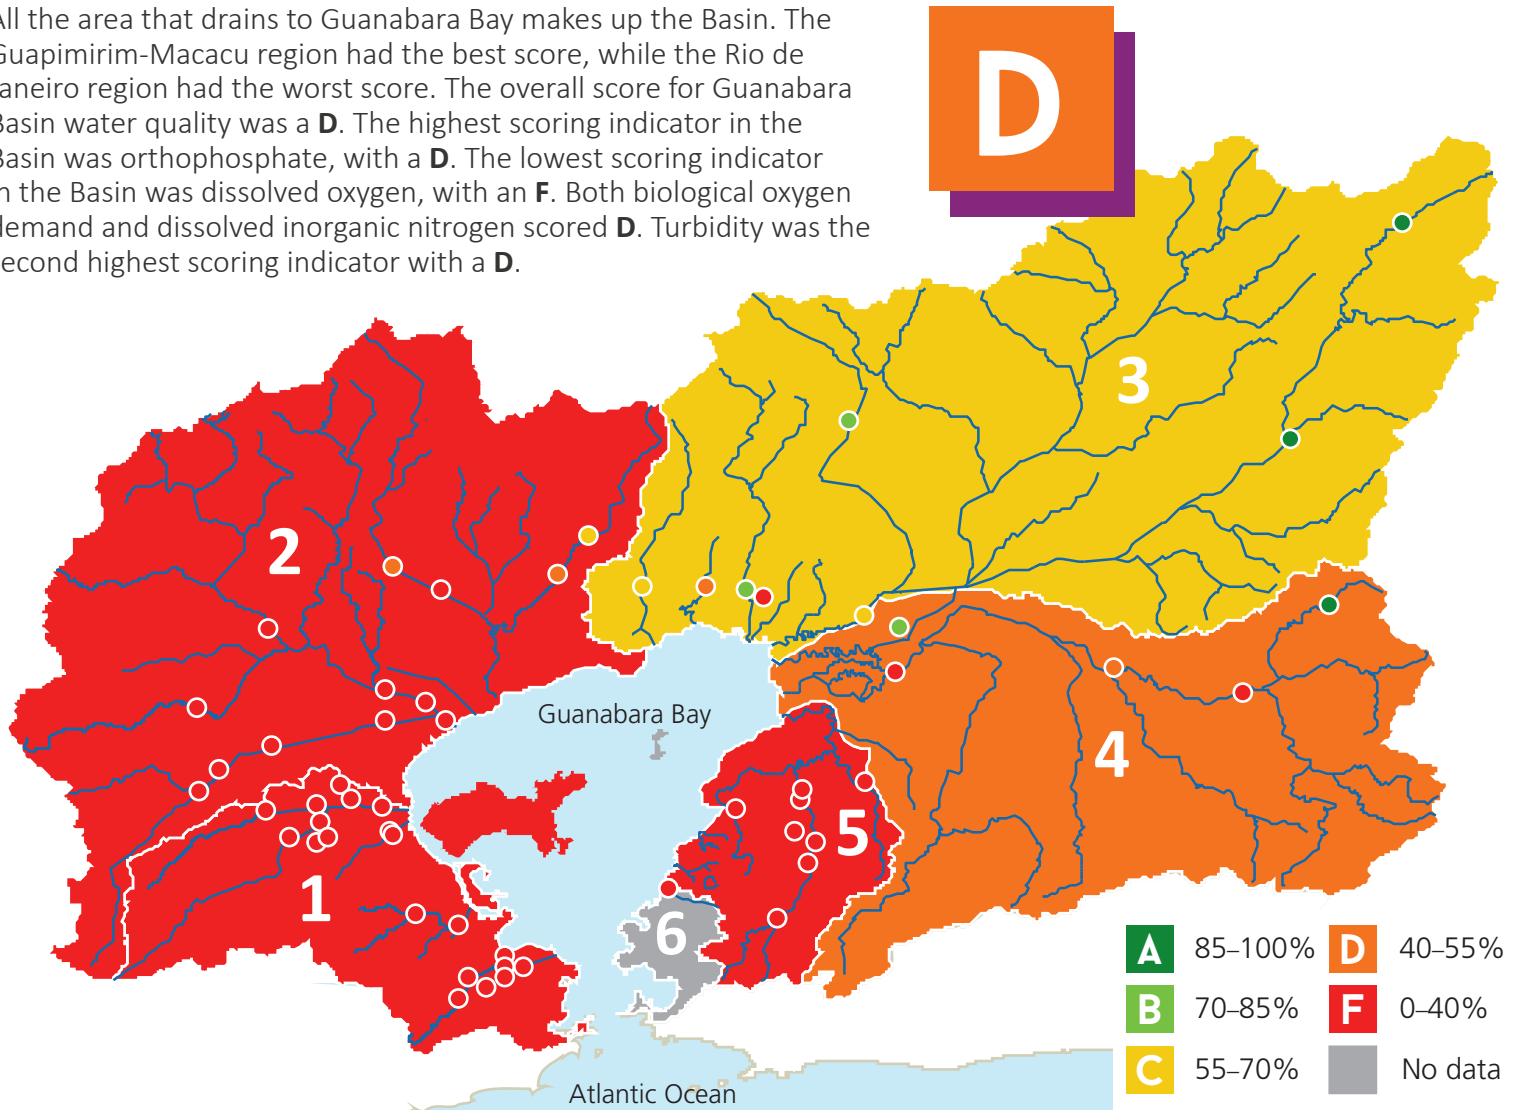 All the area that drains to Guanabara Bay makes up the Basin. The
Guapimirim-Macacu region had the best score, while the Rio de
aneiro region had the worst score. The overall score for Guanabara
Basin water quality was a D. The highest scoring indicator in the
Basin was orthophosphate, with a D. The lowest scoring indicator
n the Basin was dissolved oxygen, with an F. Both biological oxygen
demand and dissolved inorganic nitrogen scored D. Turbidity was the
second highest scoring indicator with a D.
D
3
2
Guanabara Bay
4
5
1
6
A 85–100%
B 70–85%
C 55–70%
D 40–55%
F 0–40%
No data
Atlantic Ocean